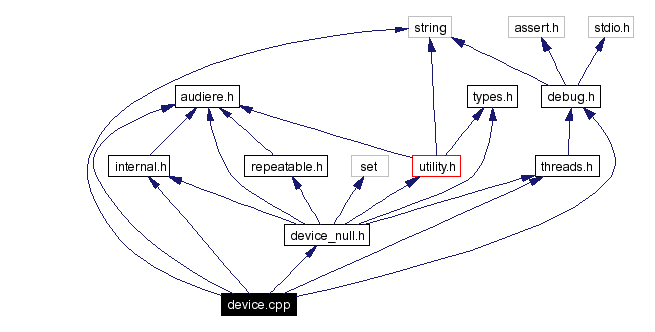 string assert.h stdio.h
audiere.h types.h debug.h
internal.h repeatable.h set utility.h threads.h
device_null.h
device.cpp